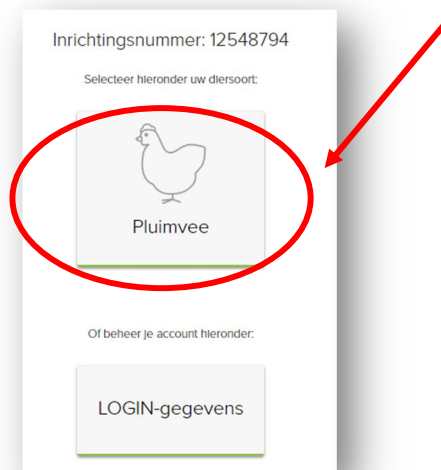 Inrichtingsnummer: 12548794
Selecteer hieronder uw diersoort:
Pluimvee
Of beheer je account hieronder:
LOGIN-gegevens